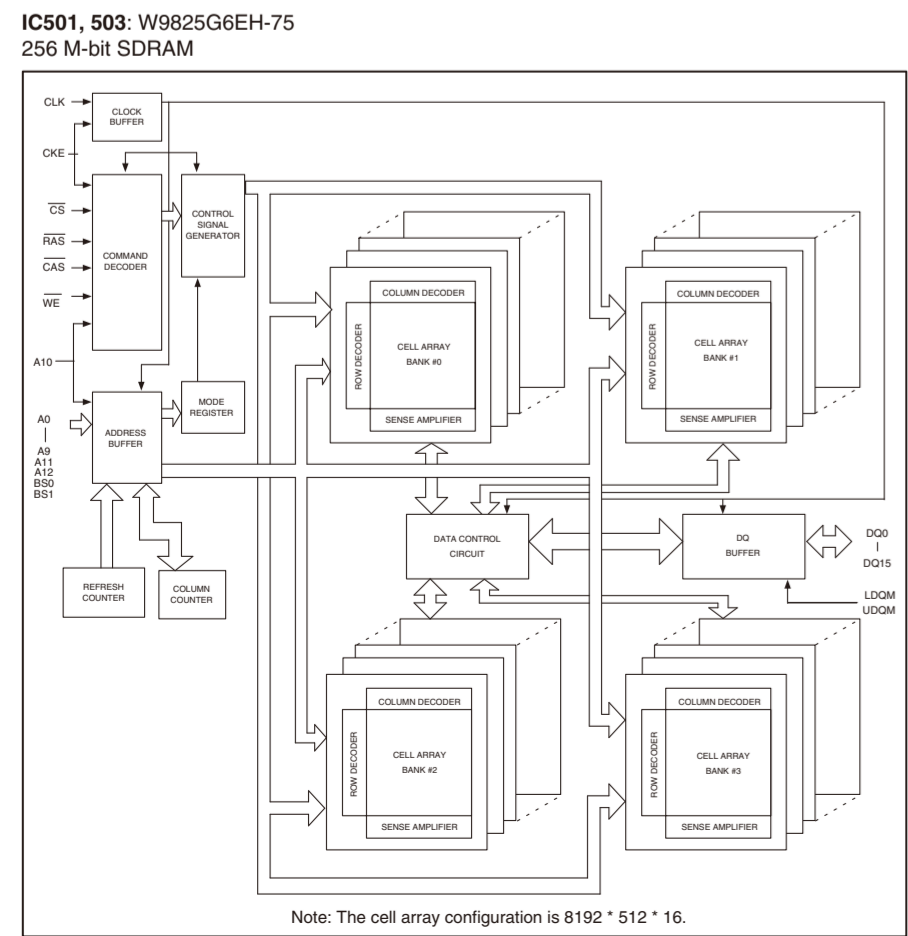 IC501, 503: W9825G6EH-75
256 M-bit SDRAM
CLK
CLOCK
BUFFER
CKE
CS
RAS
CAS
WE
COMMAND
DECODER
CONTROL
SIGNAL
GENERATOR
A10
A0
A9
A11
A12
BS0
BS1
ADDRESS
BUFFER
MODE
REGISTER
REFRESH
COUNTER
COLUMN
COUNTER
COLUMN DECODER
ROW DECODER
CELL ARRAY
BANK #0
SENSE AMPLIFIER
COLUMN DECODER
ROW DECODER
CELL ARRAY
BANK #1
SENSE AMPLIFIER
DATA CONTROL
CIRCUIT
DQ
BUFFER
DQ0
DQ15
LDQM
UDQM
COLUMN DECODER
ROW DECODER
CELL ARRAY
BANK #2
SENSE AMPLIFIER
COLUMN DECODER
ROW DECODER
CELL ARRAY
BANK #3
SENSE AMPLIFIER
Note: The cell array configuration is 8192 * 512 * 16.